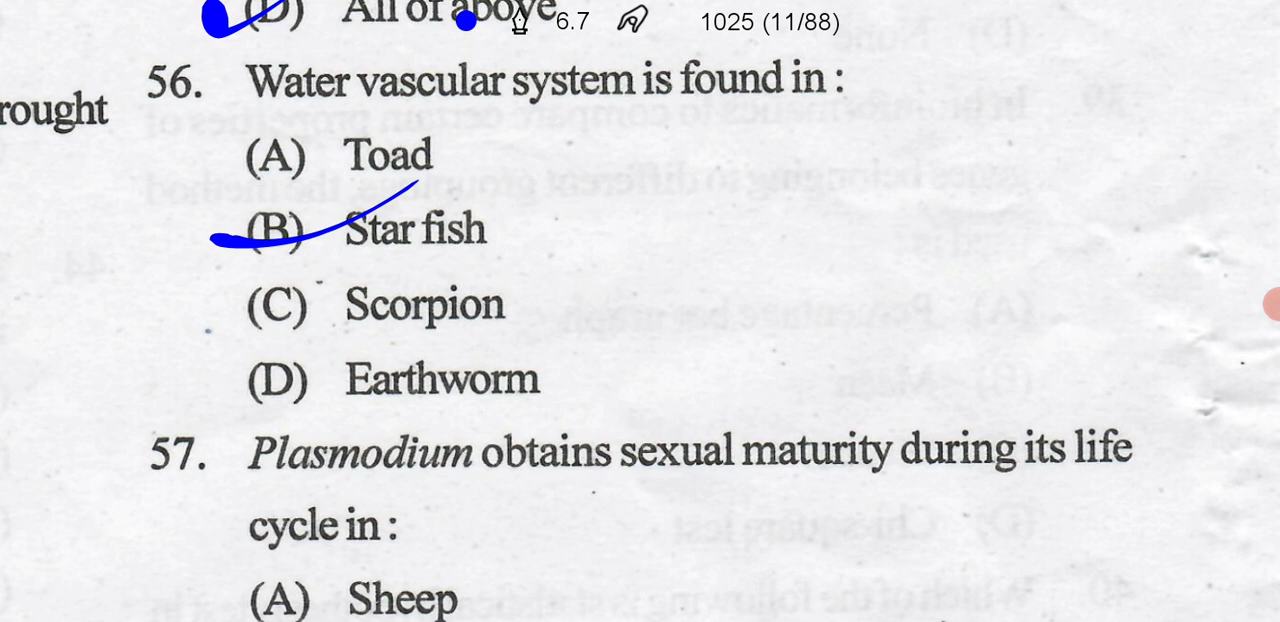 (D) All of above
6.7 1025 (11/88)
56. Water vascular system is found in :
rought
(A) Toad
(B) Star fish
(C) Scorpion
(D) Earthworm
57. Plasmodium obtains sexual maturity during its life
cycle in :
(A) Sheep